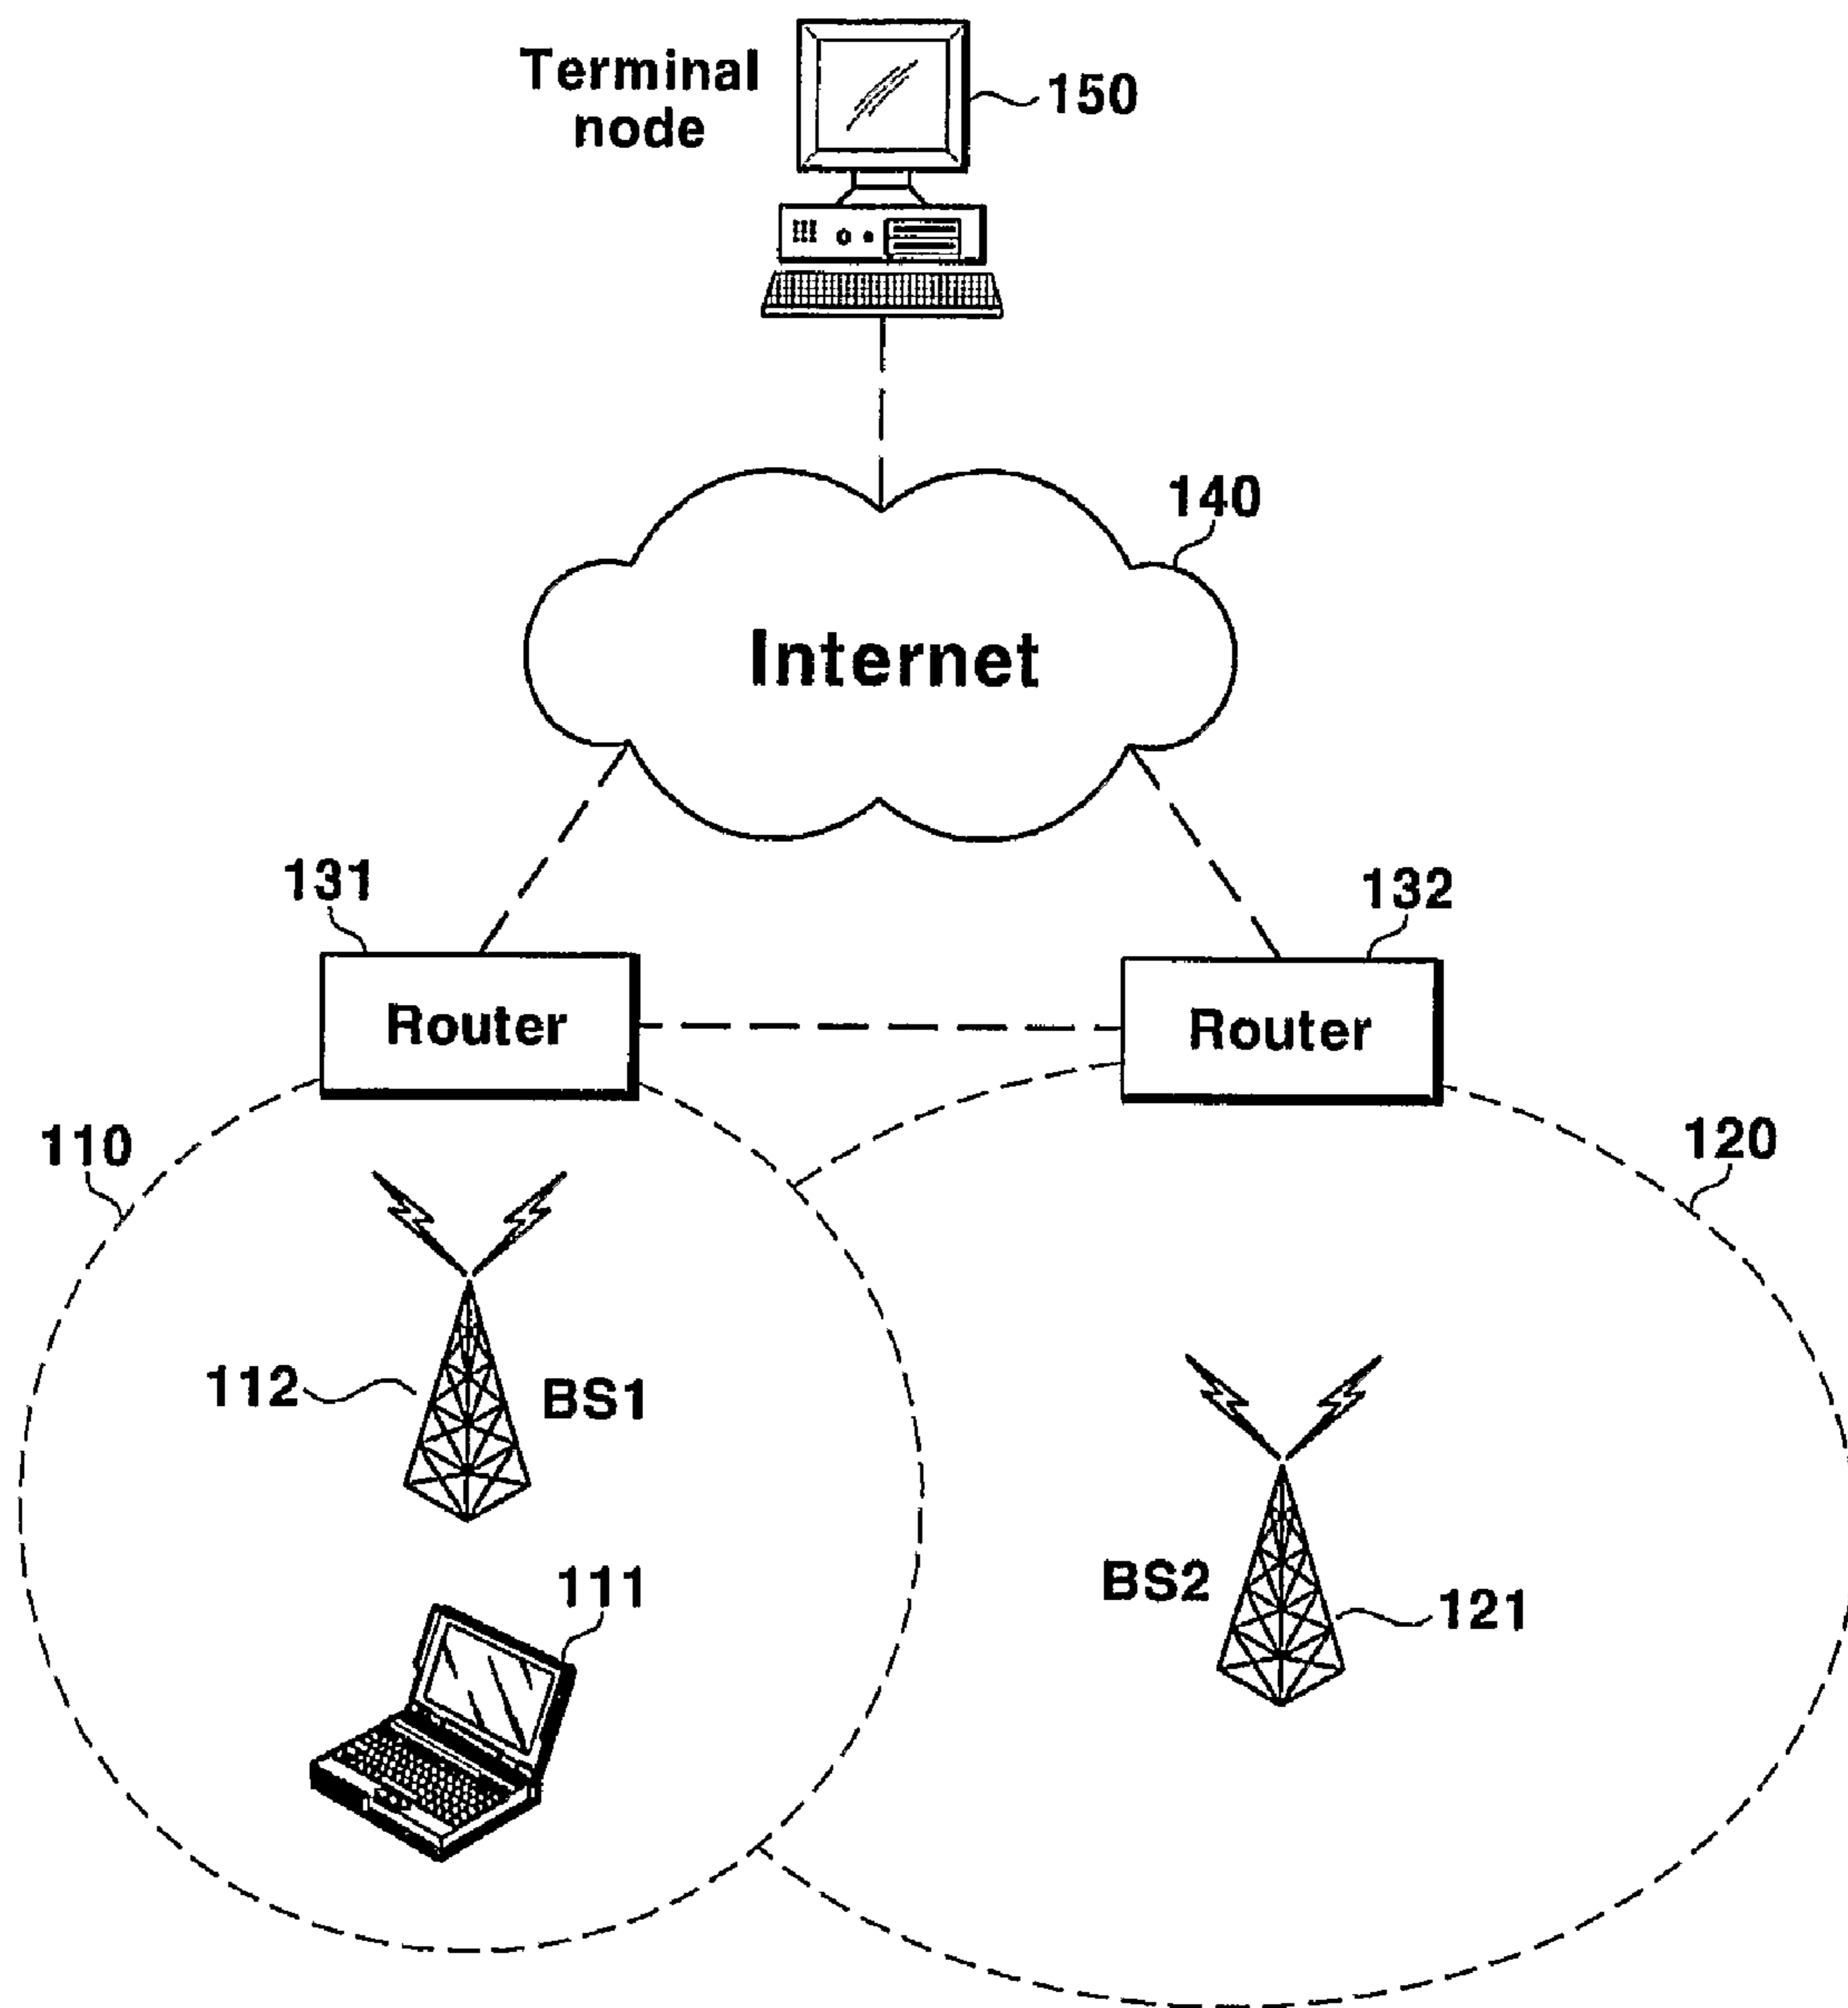 Terminal
node
150
140
Internet
131
132
Router
Router
110
120
112
BS1
111
BS2
121